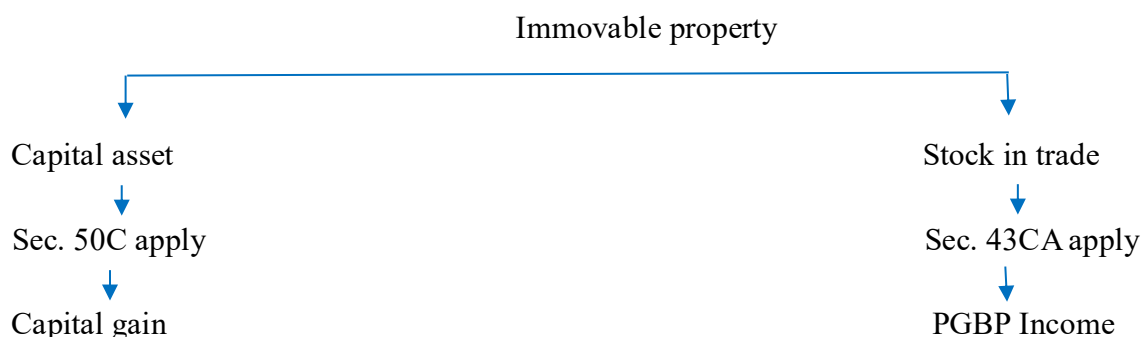 Immovable property
Capital asset
Stock in trade
Sec. 50C apply
Sec. 43CA apply
Capital gain
PGBP Income